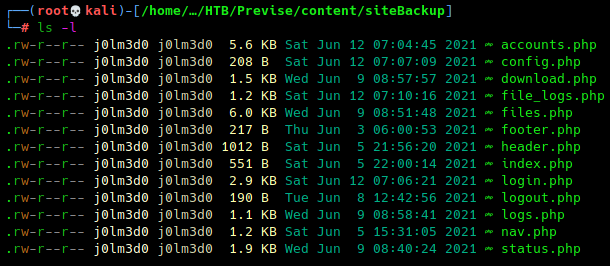 ┌──(root💀kali)-[/home/…/HTB/Previse/content/siteBackup]
└─# ls -l
.rw-r--r-- j0lm3d0 j0lm3d0 5.6 KB Sat Jun 12 07:04:45 2021 accounts.php
.rw-r--r-- j0lm3d0 j0lm3d0 208 B Sat Jun 12 07:07:09 2021 config.php
.rw-r--r-- j0lm3d0 j0lm3d0 1.5 KB Wed Jun 9 08:57:57 2021 download.php
.rw-r--r-- j0lm3d0 j0lm3d0 1.2 KB Sat Jun 12 07:10:16 2021 file_logs.php
.rw-r--r-- j0lm3d0 j0lm3d0 6.0 KB Wed Jun 9 08:51:48 2021 files.php
.rw-r--r-- j0lm3d0 j0lm3d0 217 B Thu Jun 3 06:00:53 2021 footer.php
.rw-r--r-- j0lm3d0 j0lm3d0 1012 B Sat Jun 5 21:56:20 2021 header.php
.rw-r--r-- j0lm3d0 j0lm3d0 551 B Sat Jun 5 22:00:14 2021 index.php
.rw-r--r-- j0lm3d0 j0lm3d0 2.9 KB Sat Jun 12 07:06:21 2021 login.php
.rw-r--r-- j0lm3d0 j0lm3d0 190 B Tue Jun 8 12:42:56 2021 logout.php
.rw-r--r-- j0lm3d0 j0lm3d0 1.1 KB Wed Jun 9 08:58:41 2021 logs.php
.rw-r--r-- j0lm3d0 j0lm3d0 1.2 KB Sat Jun 5 15:31:05 2021 nav.php
.rw-r--r-- j0lm3d0 j0lm3d0 1.9 KB Wed Jun 9 08:40:24 2021 status.php